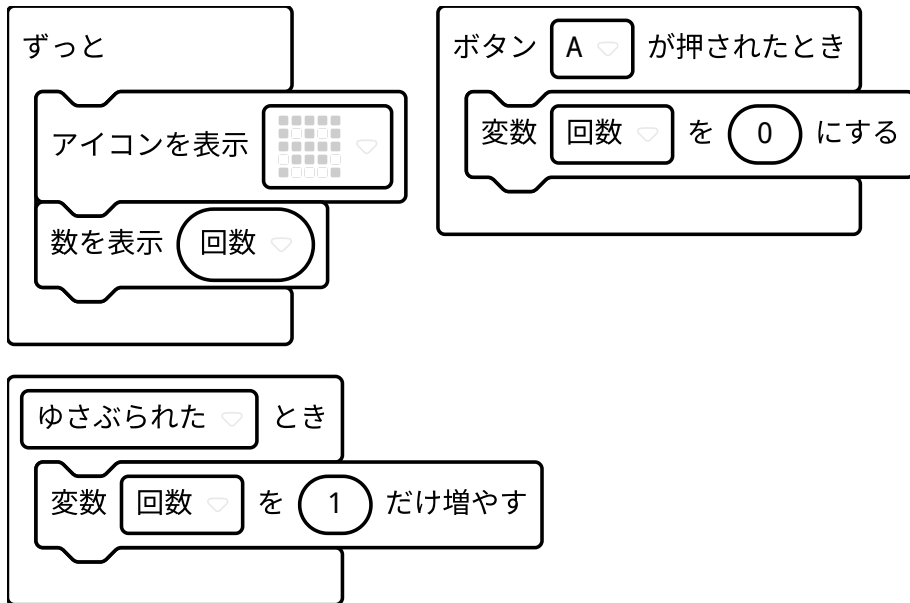 ずっと
アイコンを表示
数を表示 回数
ボタン A が押されたとき
変数 回数 を 0 にする
ゆさぶられた とき
変数 回数 を 1 だけ増やす